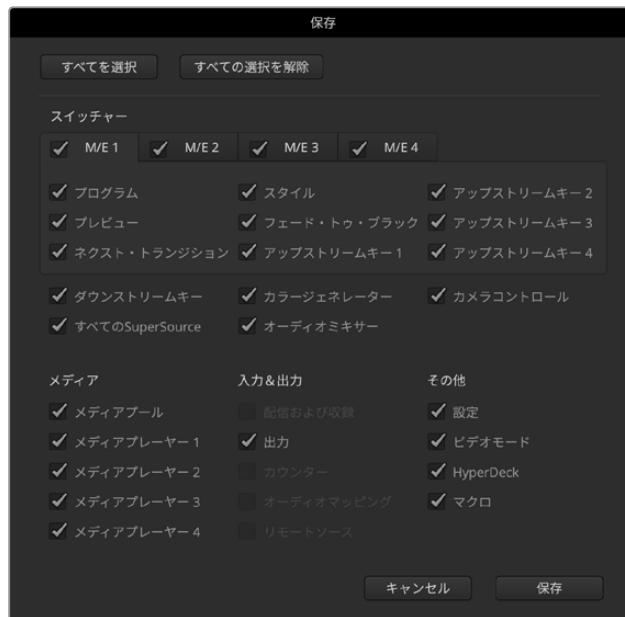 保存
すべてを選択 すべての選択を解除
スイッチャー
M/E 1 M/E 2 M/E 3 M/E 4
プログラム スタイル アップストリームキー 2
プレビュー フェード・トゥ・ブラック アップストリームキー 3
ネクスト・トランジション アップストリームキー 1 アップストリームキー 4
ダウンストリームキー カラージェネレーター カメラコントロール
すべてのSuperSource オーディオミキサー
メディア 入力&出力 その他
メディアプール 配信および収録 設定
メディアプレーヤー 1 出力 ビデオモード
メディアプレーヤー 2 カウンター HyperDeck
メディアプレーヤー 3 オーディオマッピング マクロ
メディアプレーヤー 4 リモートソース
キャンセル 保存